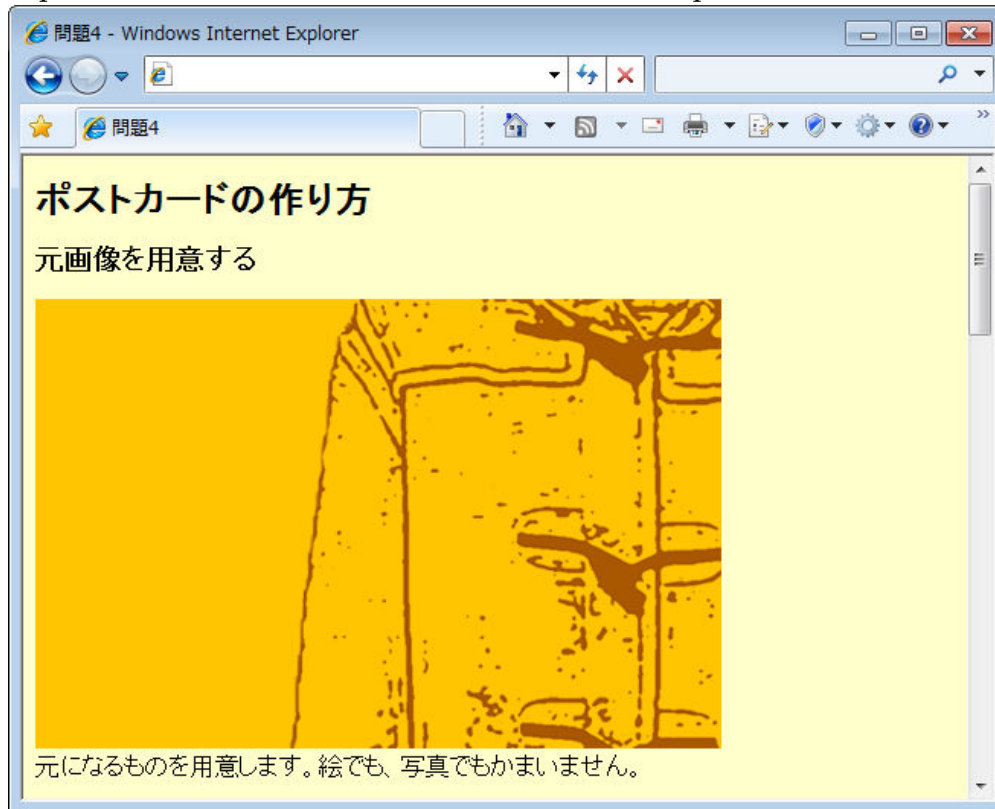 問題4 - Windows Internet Explorer
問題4
ポストカードの作り方
元画像を用意する
元になるものを用意します。絵でも、写真でもかまいません。